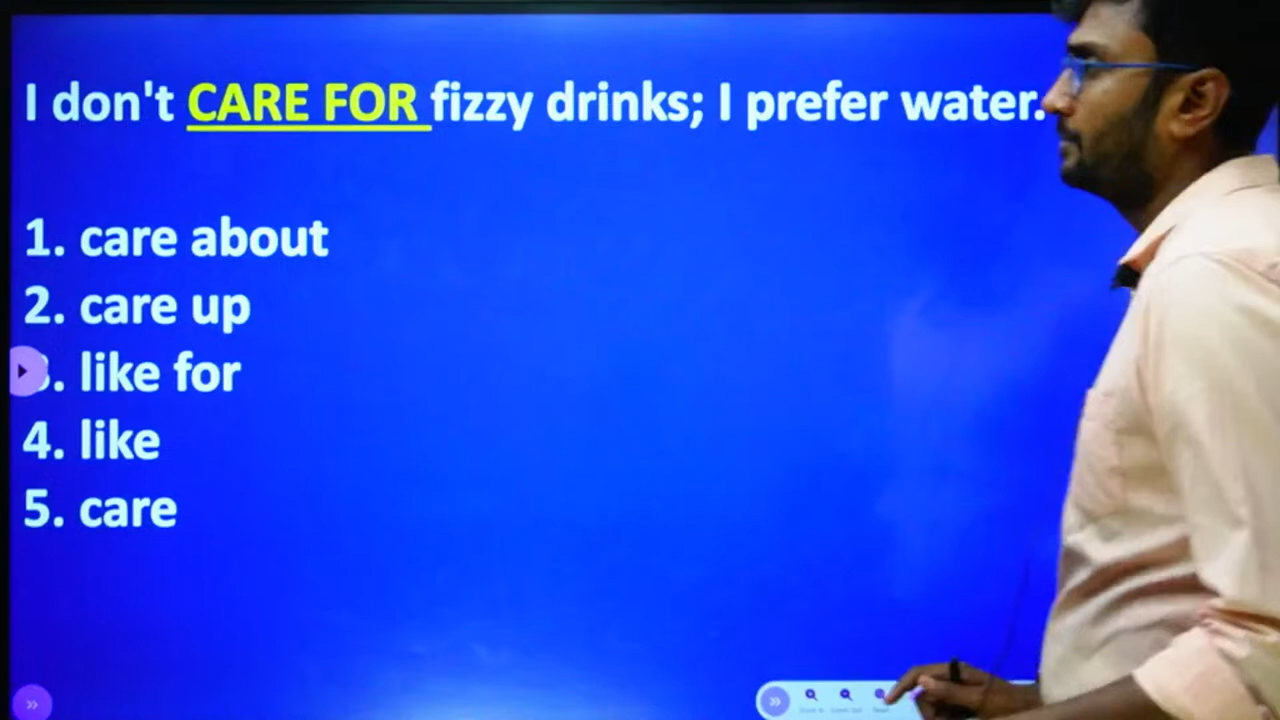 I don't CARE FOR fizzy drinks; I prefer water.
1. care about
2. care up
3. like for
4. like
5. care